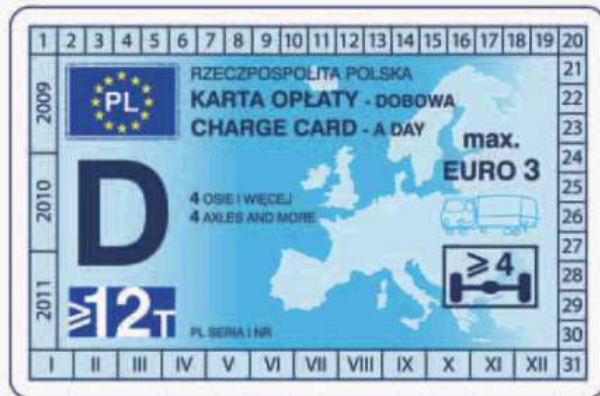 1 2 3 4 5 6 7 8 9 10 11 12 13 14 15 16 17 18 19 20
21
22
23
24
25
26
27
28
29
30
31
2009
2010
2011
PL
RZECZPOSPOLITA POLSKA
KARTA OPŁATY - DOBOWA
CHARGE CARD - A DAY
max.
EURO 3
D
4 OSIE I WIĘCEJ
4 AXLES AND MORE
≥4
≥12T
PL SERIA I NR
I II III IV V VI VII VIII IX X XI XII